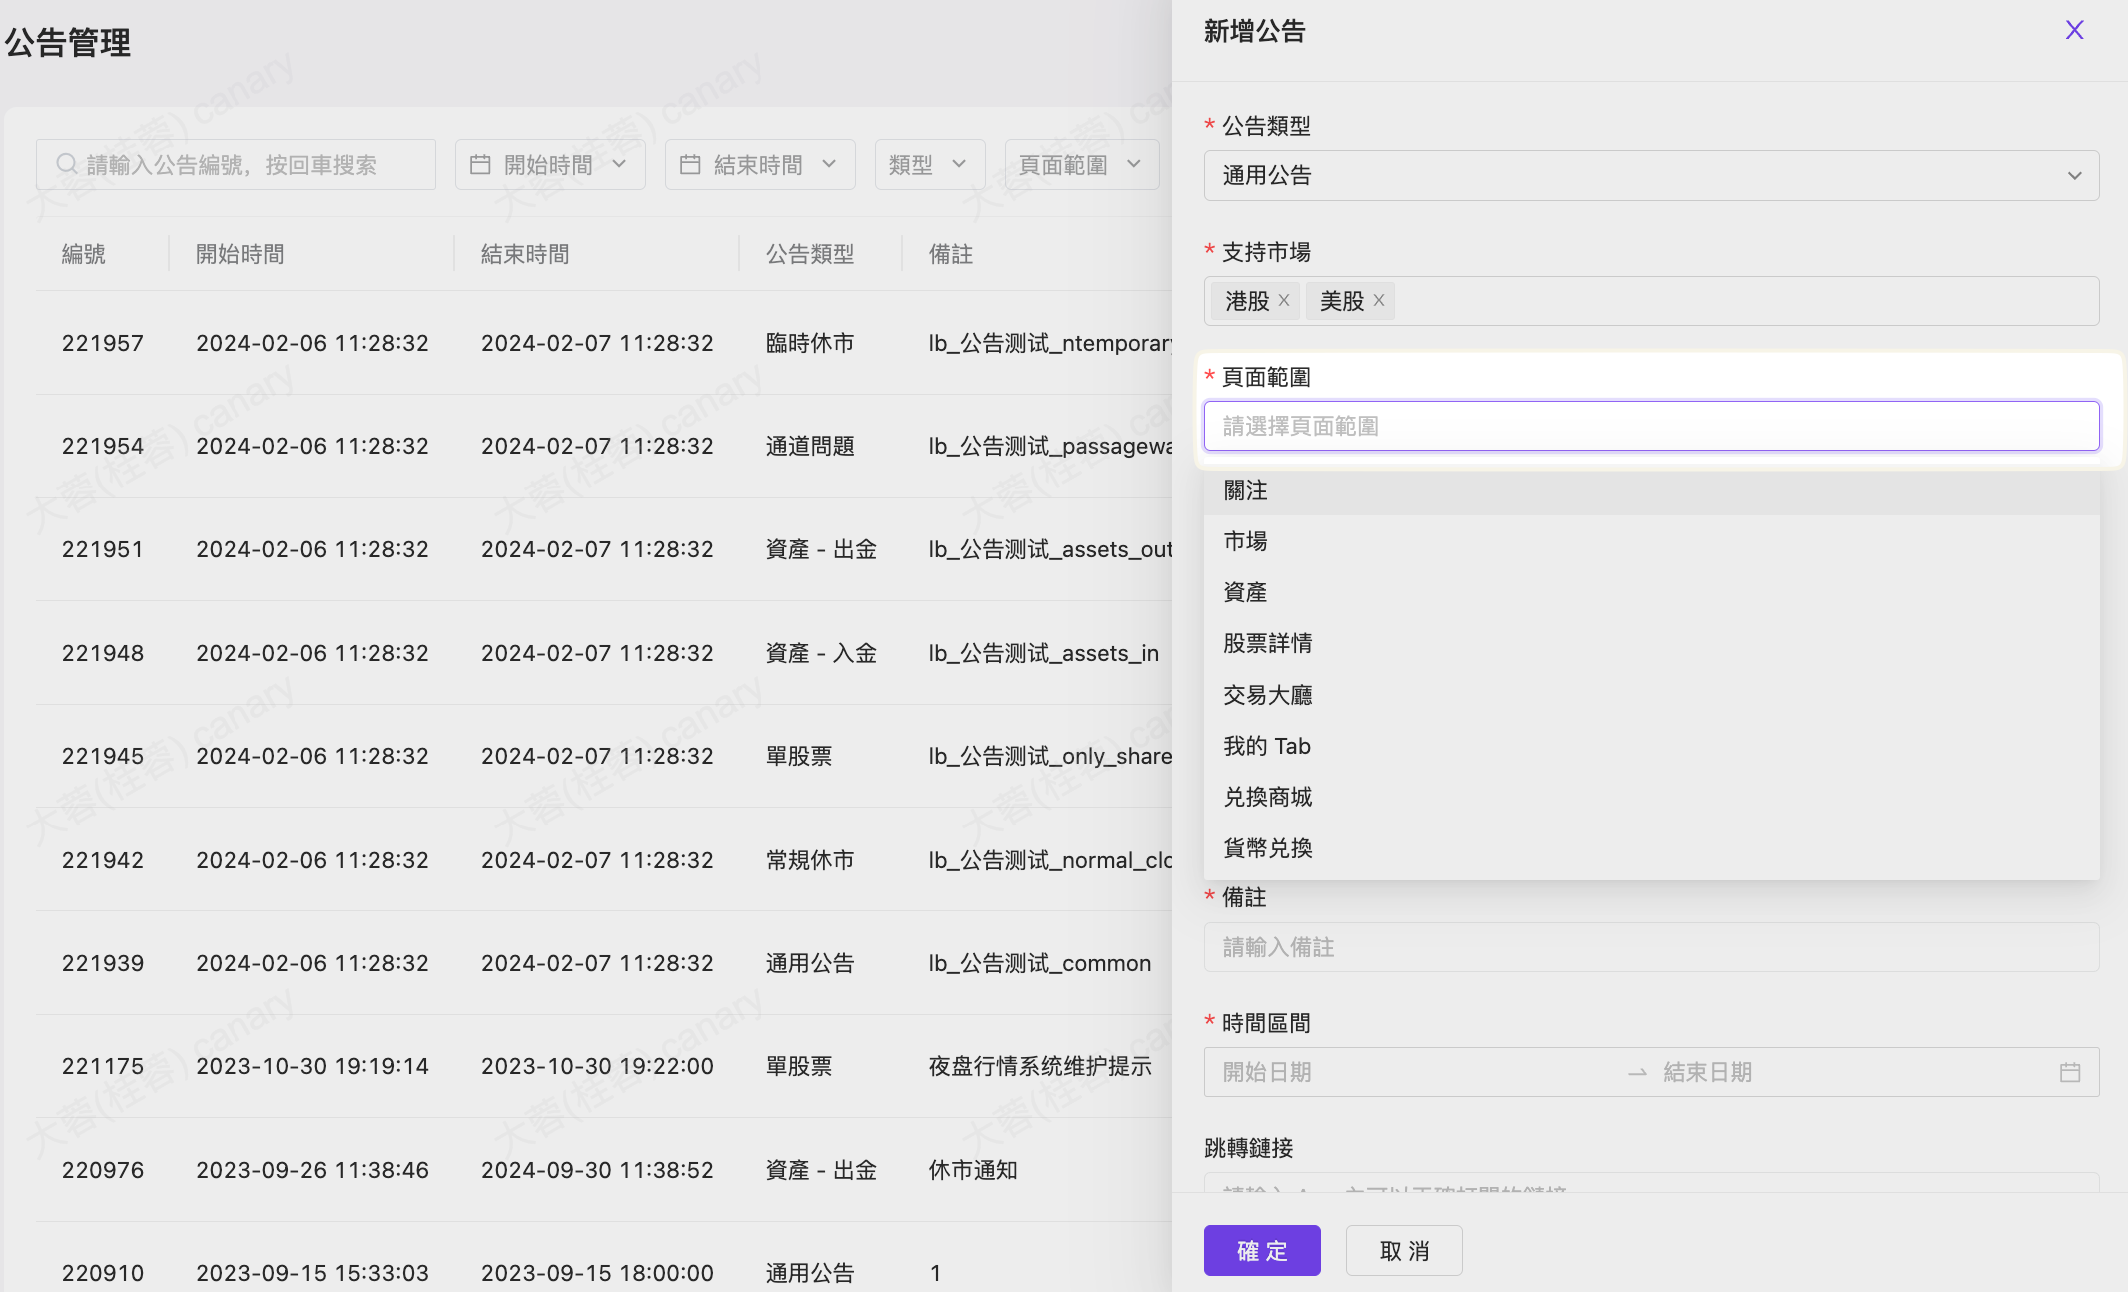 公告管理
請輸入公告編號，按回車搜索
開始時間
結束時間
類型
頁面範圍
編號 開始時間 結束時間 公告類型 備註
221957 2024-02-06 11:28:32 2024-02-07 11:28:32 臨時休市 lb_公告测试_ntemporary
221954 2024-02-06 11:28:32 2024-02-07 11:28:32 通道問題 lb_公告测试_passagewa
221951 2024-02-06 11:28:32 2024-02-07 11:28:32 資產 - 出金 lb_公告测试_assets_out
221948 2024-02-06 11:28:32 2024-02-07 11:28:32 資產 - 入金 lb_公告测试_assets_in
221945 2024-02-06 11:28:32 2024-02-07 11:28:32 單股票 lb_公告测试_only_share
221942 2024-02-06 11:28:32 2024-02-07 11:28:32 常規休市 lb_公告测试_normal_clo
221939 2024-02-06 11:28:32 2024-02-07 11:28:32 通用公告 lb_公告测试_common
221175 2023-10-30 19:19:14 2023-10-30 19:22:00 單股票 夜盘行情系统维护提示
220976 2023-09-26 11:38:46 2024-09-30 11:38:52 資產 - 出金 休市通知
220910 2023-09-15 15:33:03 2023-09-15 18:00:00 通用公告 1
新增公告
* 公告類型
通用公告
* 支持市場
港股 美股
* 頁面範圍
請選擇頁面範圍
關注
市場
資產
股票詳情
交易大廳
我的 Tab
兑換商城
貨幣兑換
* 備註
請輸入備註
* 時間區間
開始日期 → 結束日期
跳轉鏈接
確定 取消
大蓉(桂蓉) canary